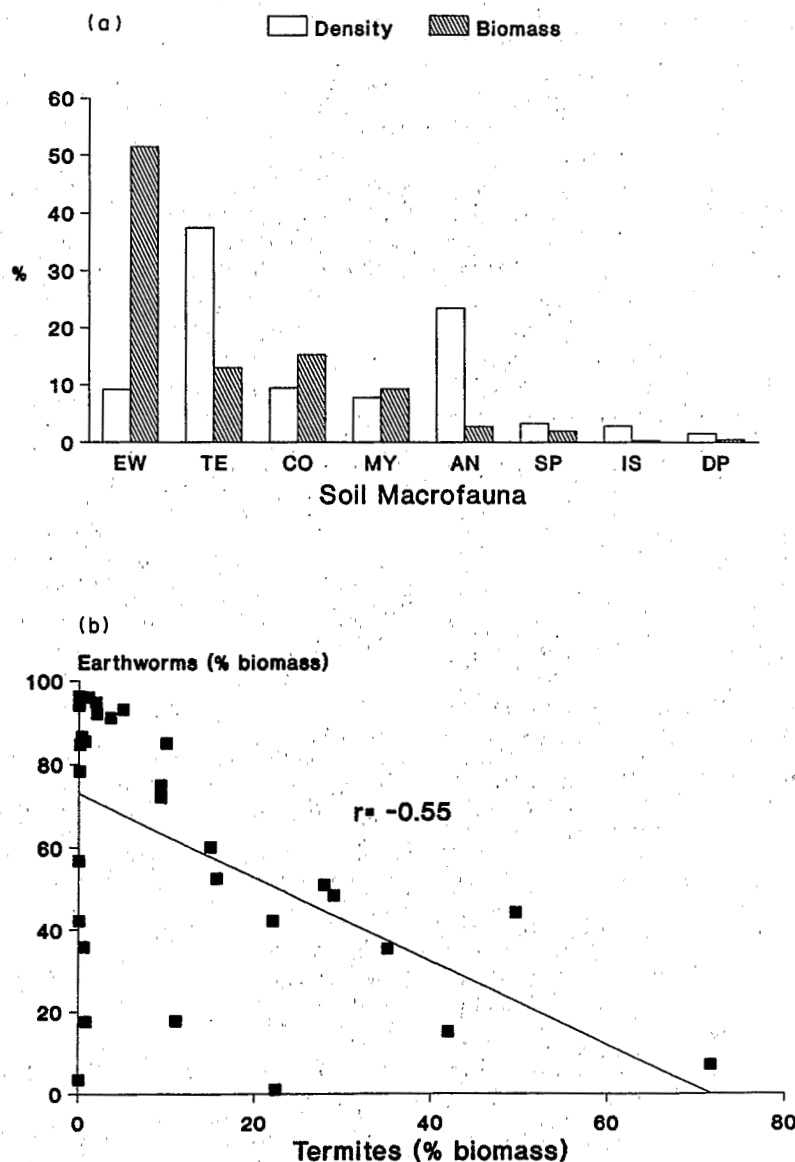 (a) Density Biomass
60
50
40
%
30
20
10
0
EW TE CO MY AN SP IS DP
Soil Macrofauna
(b)
Earthworms (% biomass)
100
80
r= -0.55
60
40
20
0
0 20 40 60 80
Termites (% biomass)